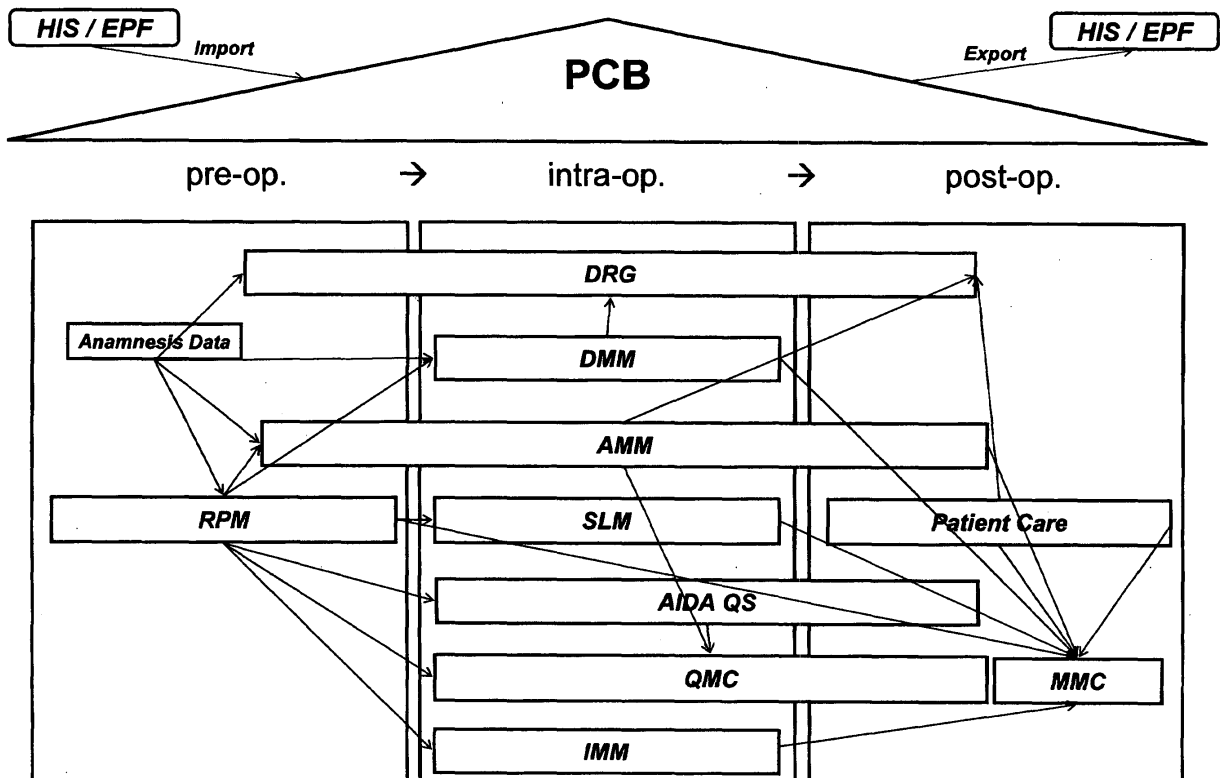 HIS / EPF
Import
PCB
Export
HIS / EPF
pre-op. → intra-op. → post-op.
DRG
Anamnesis Data
DMM
AMM
RPM
SLM
Patient Care
AIDA QS
QMC
MMC
IMM